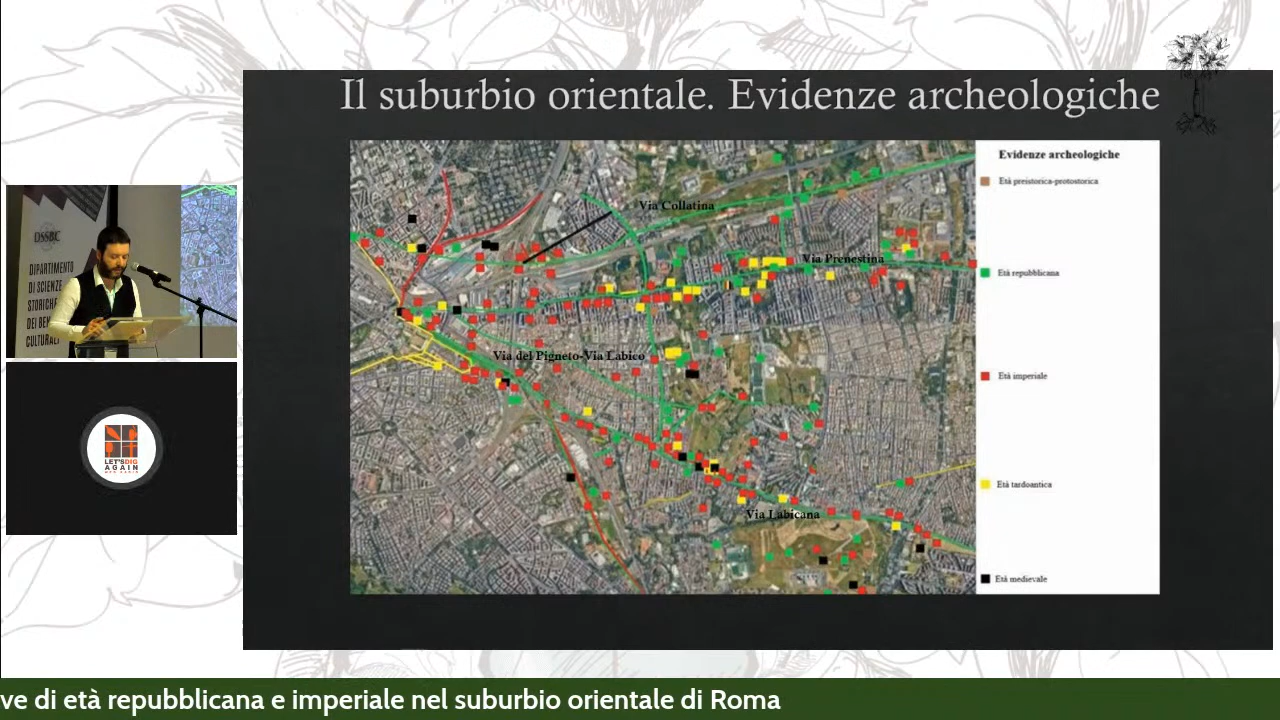 Il suburbio orientale. Evidenze archeologiche
Evidenze archeologiche
Età preistorica-protostorica
Età repubblicana
Età imperiale
Età tardoantica
Età medievale
Via Collatina
Via Prenestina
Via del Pigneto-Via Labico
Via Labicana
DSSBC
DIPARTIMENTO
DI SCIENZE
STORICHE
DEI BENI
CULTURALI
LET'S DIG
AGAIN
ve di età repubblicana e imperiale nel suburbio orientale di Roma